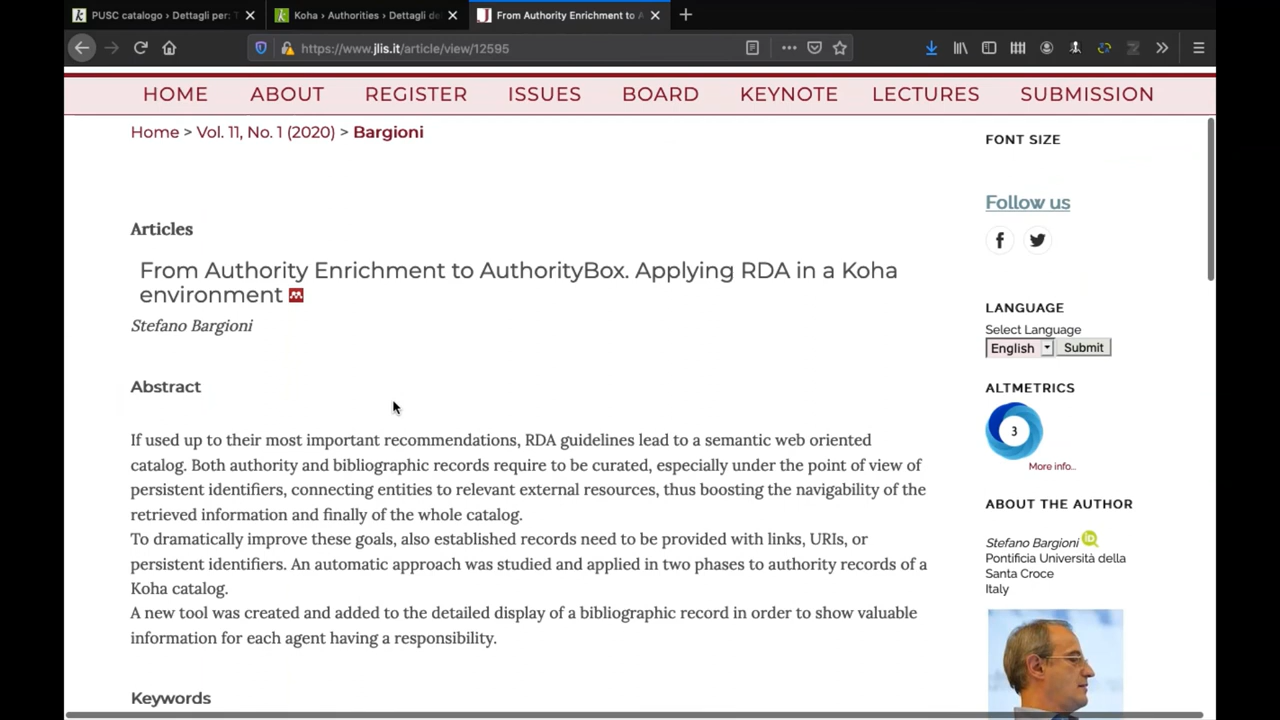 PUSC catalogo › Dettagli per: T
Koha › Authorities › Dettagli de
From Authority Enrichment to A
https://www.jlis.it/article/view/12595
HOME ABOUT REGISTER ISSUES BOARD KEYNOTE LECTURES SUBMISSION
Home > Vol. 11, No. 1 (2020) > Bargioni
Articles
From Authority Enrichment to AuthorityBox. Applying RDA in a Koha
environment
Stefano Bargioni
Abstract
If used up to their most important recommendations, RDA guidelines lead to a semantic web oriented
catalog. Both authority and bibliographic records require to be curated, especially under the point of view of
persistent identifiers, connecting entities to relevant external resources, thus boosting the navigability of the
retrieved information and finally of the whole catalog.
To dramatically improve these goals, also established records need to be provided with links, URIs, or
persistent identifiers. An automatic approach was studied and applied in two phases to authority records of a
Koha catalog.
A new tool was created and added to the detailed display of a bibliographic record in order to show valuable
information for each agent having a responsibility.
Keywords
FONT SIZE
Follow us
LANGUAGE
Select Language
English Submit
ALTMETRICS
3
More info...
ABOUT THE AUTHOR
Stefano Bargioni iD
Pontificia Università della
Santa Croce
Italy